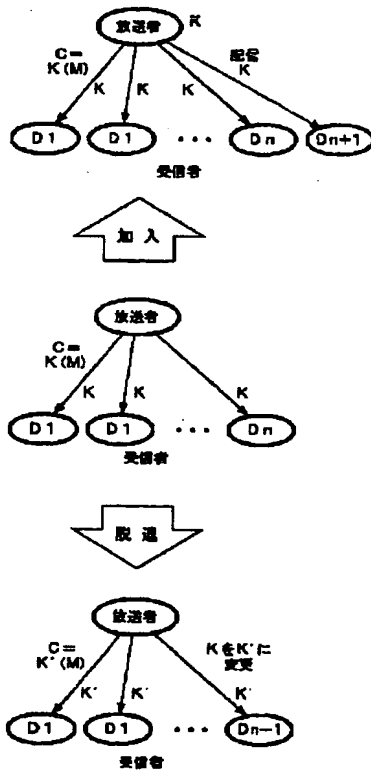 放送者 K
C=
K(M)
配信
K
K K K
D1 D1 ・・・ Dn Dn+1
受信者
加入
放送者
C=
K(M)
K K K
D1 D1 ・・・ Dn
受信者
脱退
放送者
C=
K'(M)
KをK'に
変更
K' K' K'
D1 D1 ・・・ Dn-1
受信者